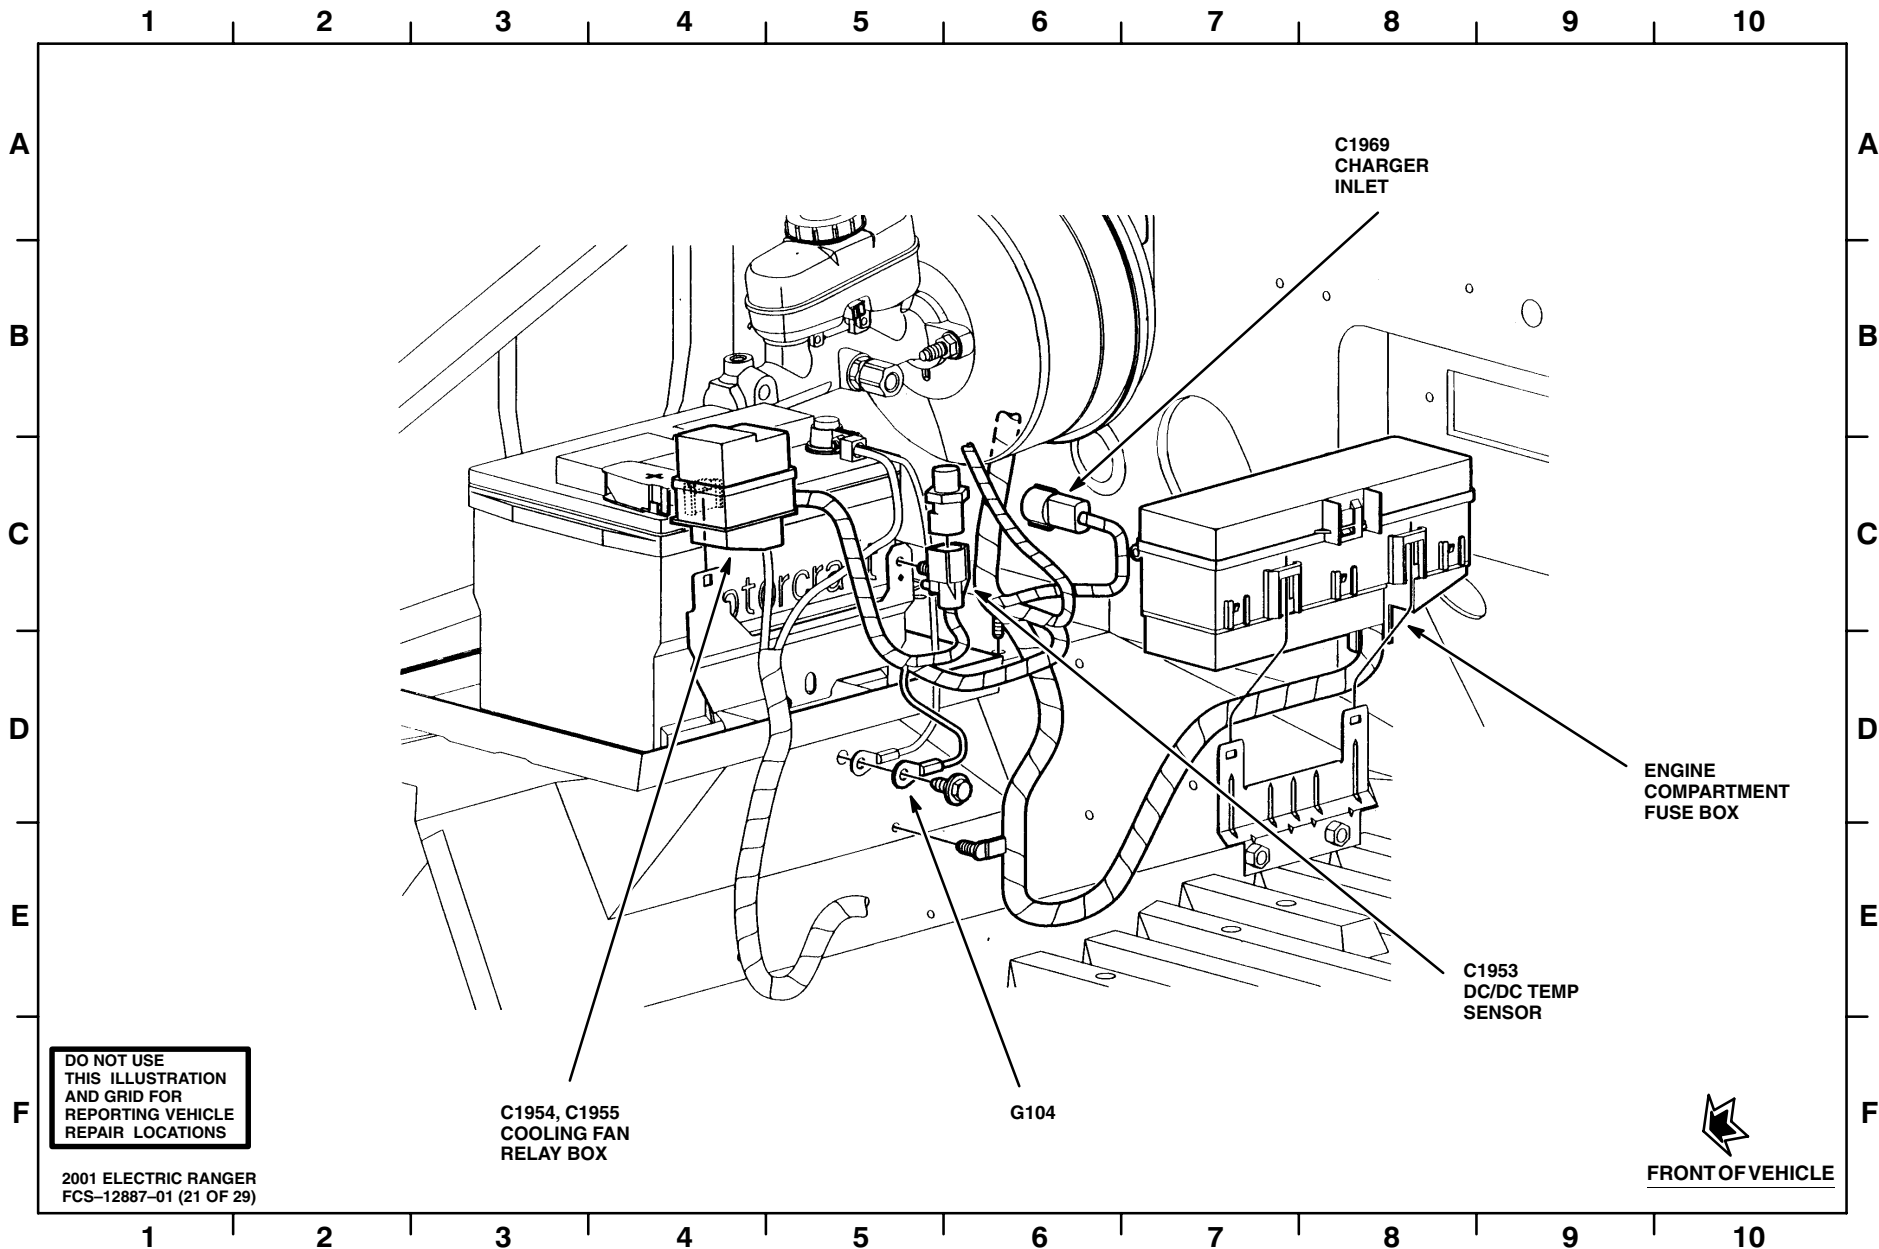 1 2 3 4 5 6 7 8 9 10
A A
C1969
CHARGER
INLET
B B
C C
+
otorcra
D D
ENGINE
COMPARTMENT
FUSE BOX
E E
C1953
DC/DC TEMP
SENSOR
DO NOT USE
THIS ILLUSTRATION
AND GRID FOR
REPORTING VEHICLE
REPAIR LOCATIONS
F F
C1954, C1955
COOLING FAN
RELAY BOX
G104
FRONT OF VEHICLE
2001 ELECTRIC RANGER
FCS–12887–01 (21 OF 29)
1 2 3 4 5 6 7 8 9 10